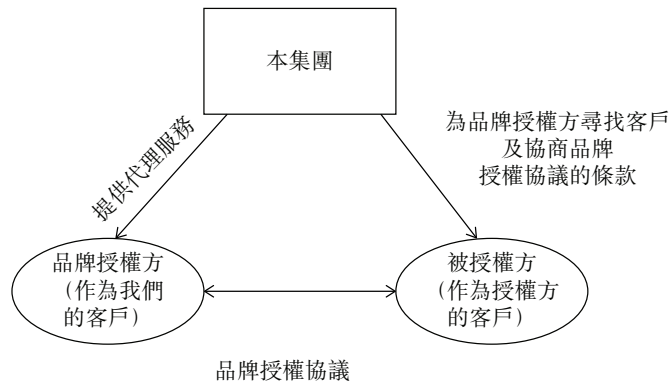 本集團
為品牌授權方尋找客戶
及協商品牌
授權協議的條款
提供代理服務
品牌授權方
（作為我們
的客戶）
被授權方
（作為授權方
的客戶）
品牌授權協議